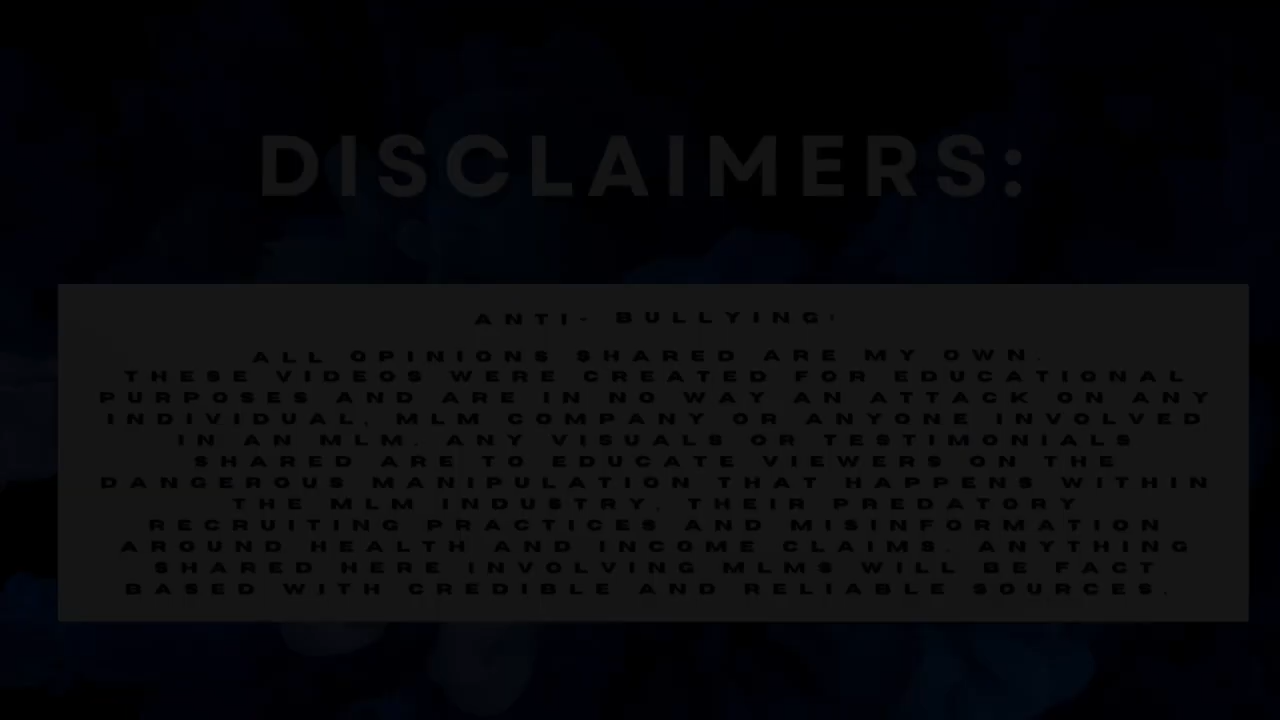 DISCLAIMERS:
ANTI- BULLYING:
ALL OPINIONS SHARED ARE MY OWN.
THESE VIDEOS WERE CREATED FOR EDUCATIONAL
PURPOSES AND ARE IN NO WAY AN ATTACK ON ANY
INDIVIDUAL, MLM COMPANY OR ANYONE INVOLVED
IN AN MLM. ANY VISUALS OR TESTIMONIALS
SHARED ARE TO EDUCATE VIEWERS ON THE
DANGEROUS MANIPULATION THAT HAPPENS WITHIN
THE MLM INDUSTRY, THEIR PREDATORY
RECRUITING PRACTICES AND MISINFORMATION
AROUND HEALTH AND INCOME CLAIMS. ANYTHING
SHARED HERE INVOLVING MLMS WILL BE FACT
BASED WITH CREDIBLE AND RELIABLE SOURCES.